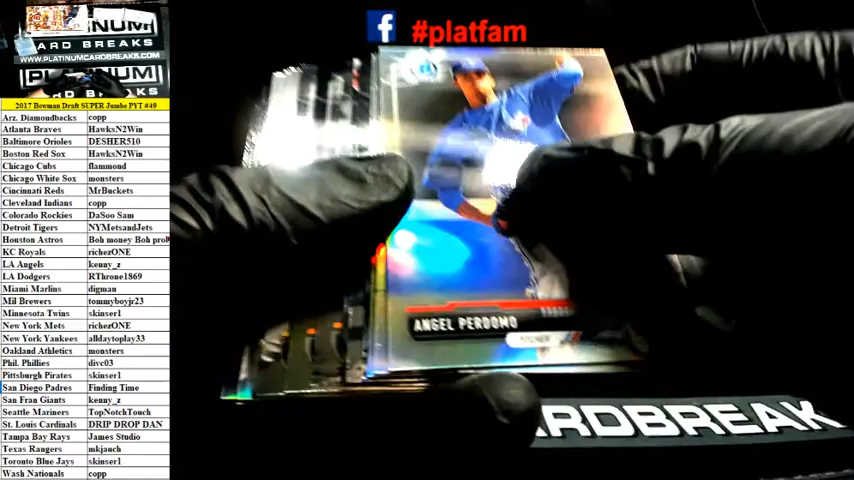 PLATINUM
CARD BREAKS
WWW.PLATINUMCARDBREAKS.COM
PLATINUM
CARD BREAKS
#platfam
2017 Bowman Draft SUPER Jumbo PYT #49
Arz. Diamondbacks copp
Atlanta Braves HawksN2Win
Baltimore Orioles DESHER510
Boston Red Sox HawksN2Win
Chicago Cubs flammond
Chicago White Sox monsters
Cincinnati Reds MrBuckets
Cleveland Indians copp
Colorado Rockies DaSoo Sam
Detroit Tigers NYMetsandJets
Houston Astros Boh money Boh
KC Royals richezONE
LA Angels kenny_z
LA Dodgers RThrone1869
Miami Marlins digman
Mil Brewers tommyboyjr23
Minnesota Twins skinser1
New York Mets richezONE
New York Yankees alldaytoplay33
Oakland Athletics monsters
Phil. Phillies divc03
Pittsburgh Pirates skinser1
San Diego Padres Finding Time
San Fran Giants kenny_z
Seattle Mariners TopNotchTouch
St. Louis Cardinals DRIP DROP DAN
Tampa Bay Rays James Studio
Texas Rangers mkjauch
Toronto Blue Jays skinser1
Wash Nationals copp
ANGEL PERDOMO
PITCHER
CARDBREAK